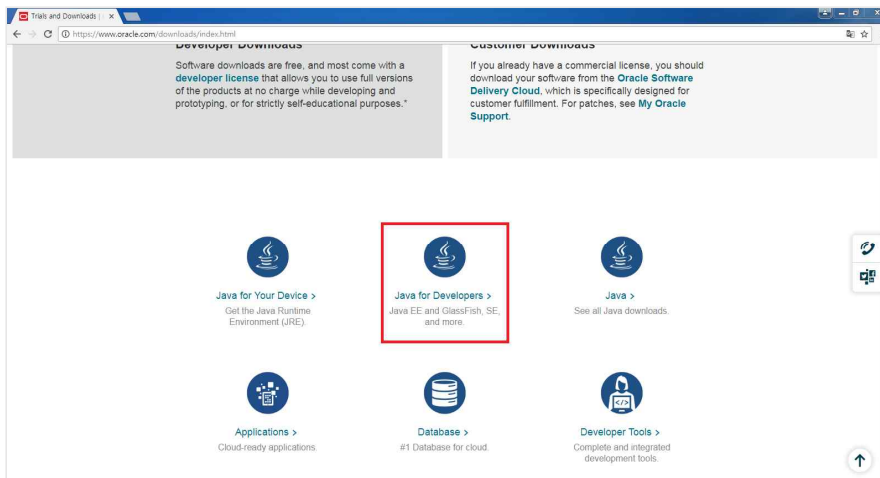 Trials and Downloads |
https://www.oracle.com/downloads/index.html
Developer Downloads
Software downloads are free, and most come with a
developer license that allows you to use full versions
of the products at no charge while developing and
prototyping, or for strictly self-educational purposes.*
Customer Downloads
If you already have a commercial license, you should
download your software from the Oracle Software
Delivery Cloud, which is specifically designed for
customer fulfillment. For patches, see My Oracle
Support.
Java for Your Device >
Get the Java Runtime
Environment (JRE).
Java for Developers >
Java EE and GlassFish, SE,
and more.
Java >
See all Java downloads.
Applications >
Cloud-ready applications.
Database >
#1 Database for cloud.
Developer Tools >
Complete and integrated
development tools.